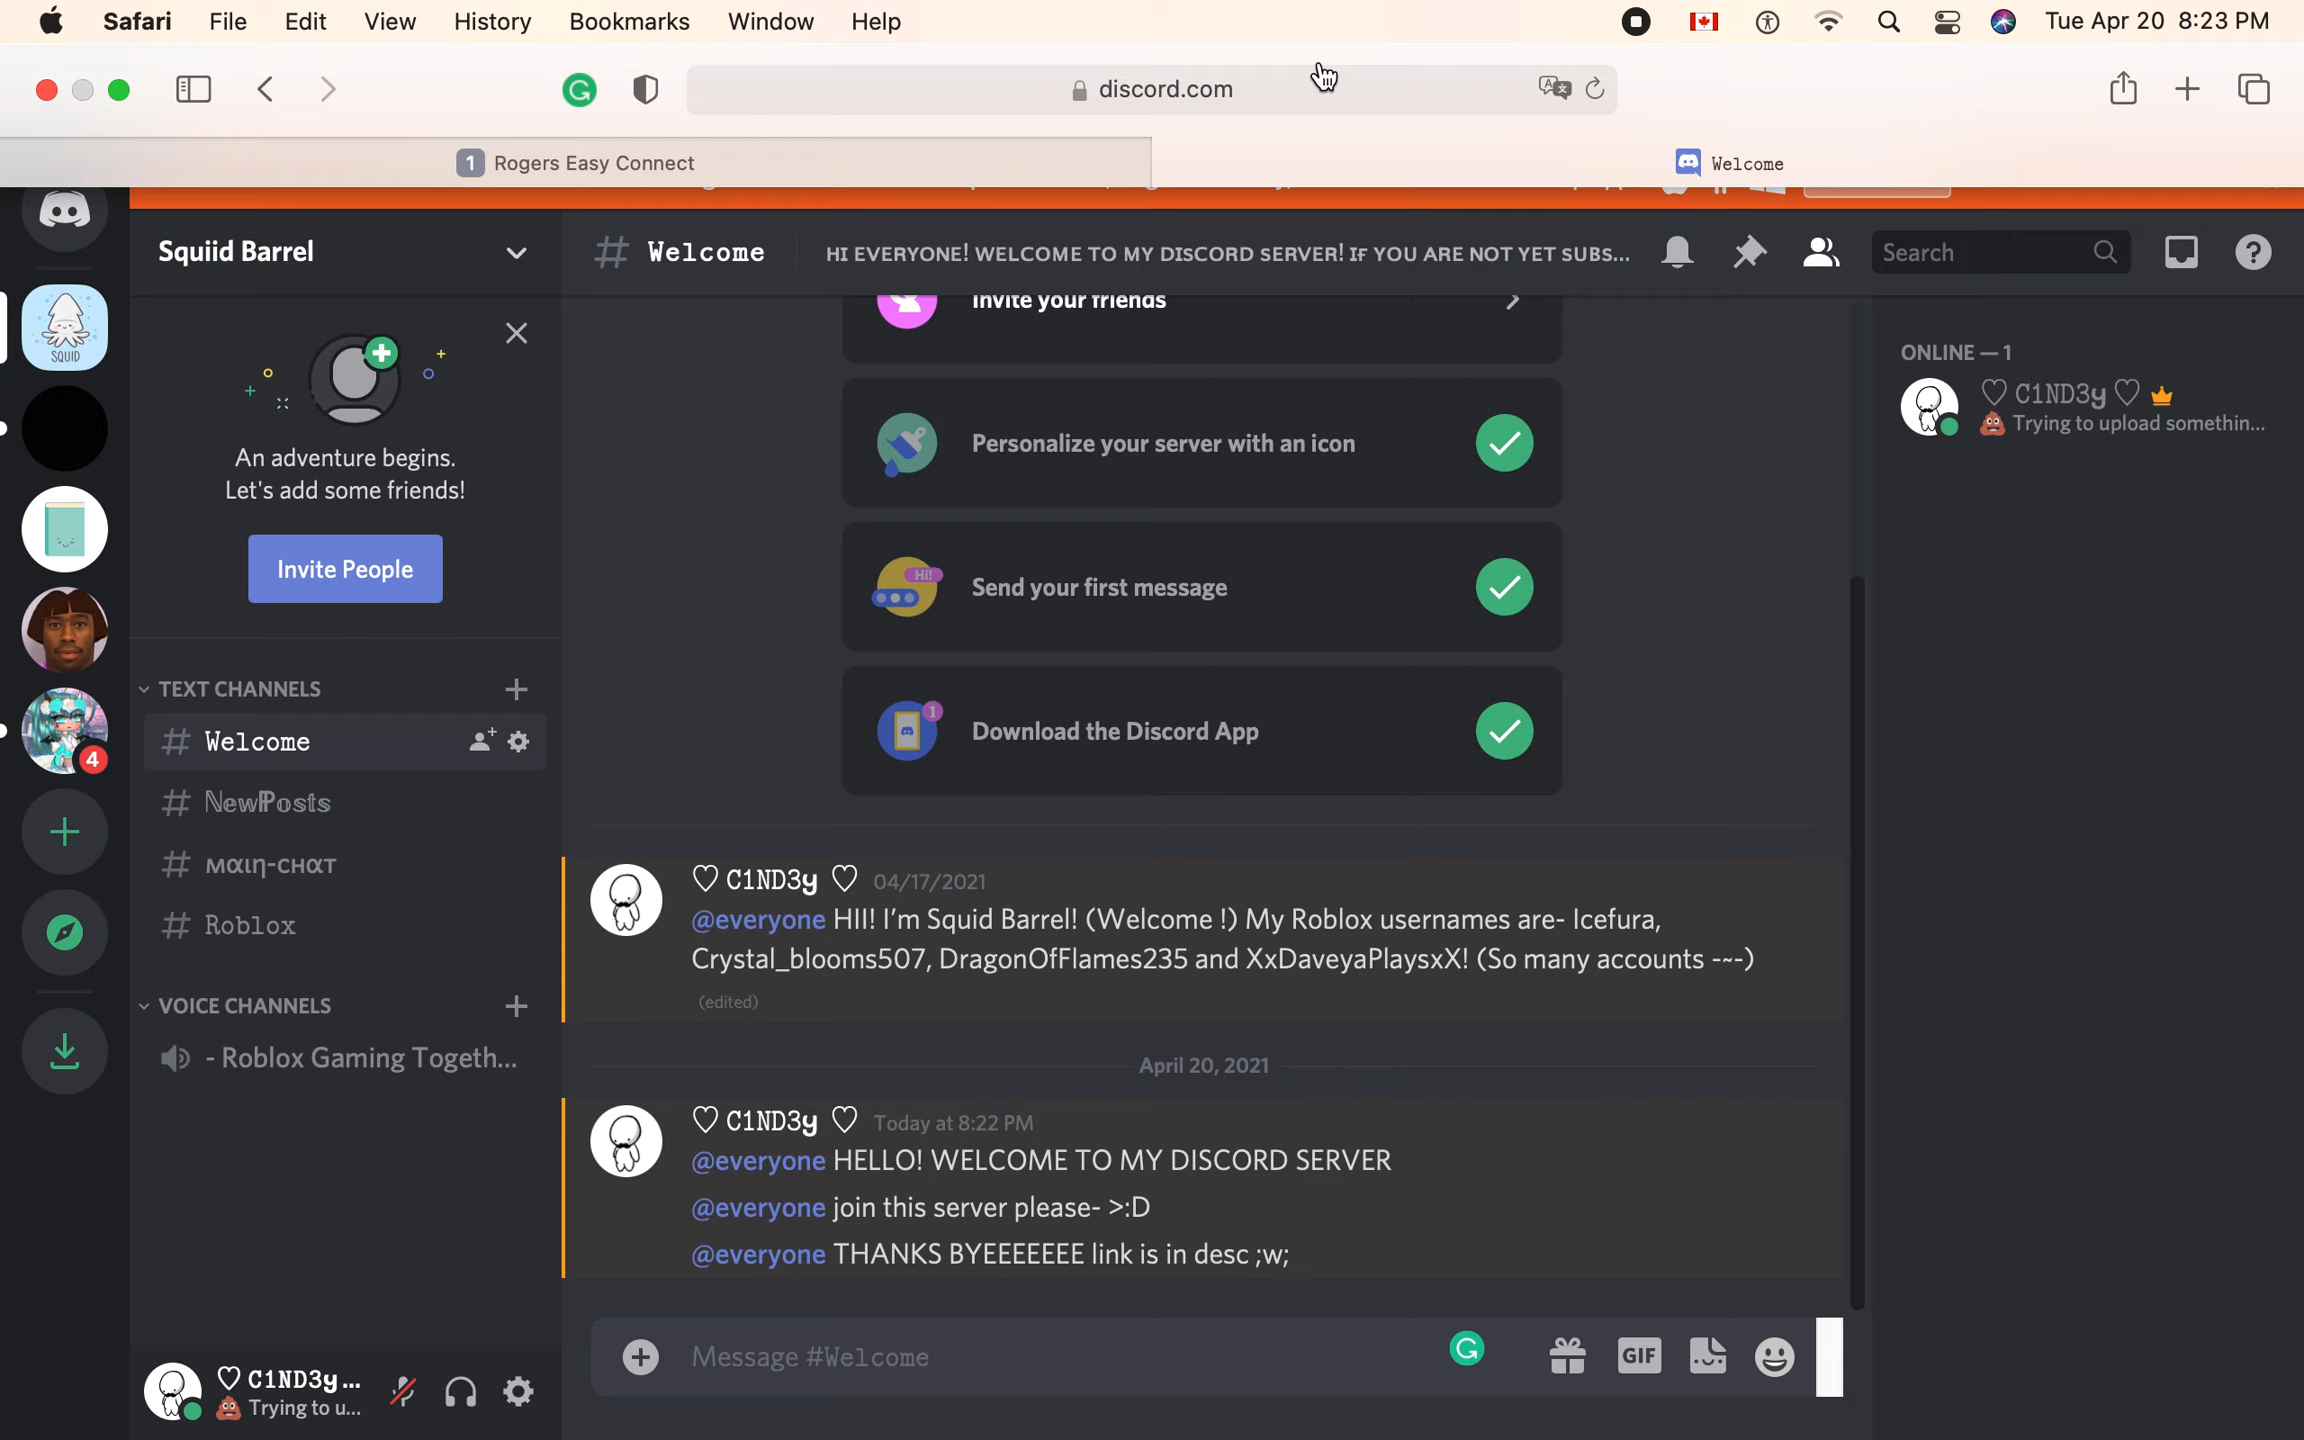 Safari File Edit View History Bookmarks Window Help Tue Apr 20 8:23 PM
discord.com
1 Rogers Easy Connect
Welcome
Squiid Barrel
# Welcome
HI EVERYONE! WELCOME TO MY DISCORD SERVER! IF YOU ARE NOT YET SUBS...
Search
SQUID
An adventure begins.
Let's add some friends!
Invite People
TEXT CHANNELS
# Welcome
# ℕ𝕖𝕨ℙ𝕠𝕤𝕥𝕤
# мαιη-cнαт
# Roblox
VOICE CHANNELS
- Roblox Gaming Togeth...
4
♡ C1ND3y ...
💩 Trying to u...
Invite your friends
Personalize your server with an icon
Hi!
Send your first message
1
Download the Discord App
♡ C1ND3y ♡ 04/17/2021
@everyone HII! I'm Squid Barrel! (Welcome !) My Roblox usernames are- Icefura,
Crystal_blooms507, DragonOfFlames235 and XxDaveyaPlaysxX! (So many accounts -~-)
(edited)
April 20, 2021
♡ C1ND3y ♡ Today at 8:22 PM
@everyone HELLO! WELCOME TO MY DISCORD SERVER
@everyone join this server please- >:D
@everyone THANKS BYEEEEEEE link is in desc ;w;
Message #Welcome
GIF
ONLINE — 1
♡ C1ND3y ♡
💩 Trying to upload somethin...